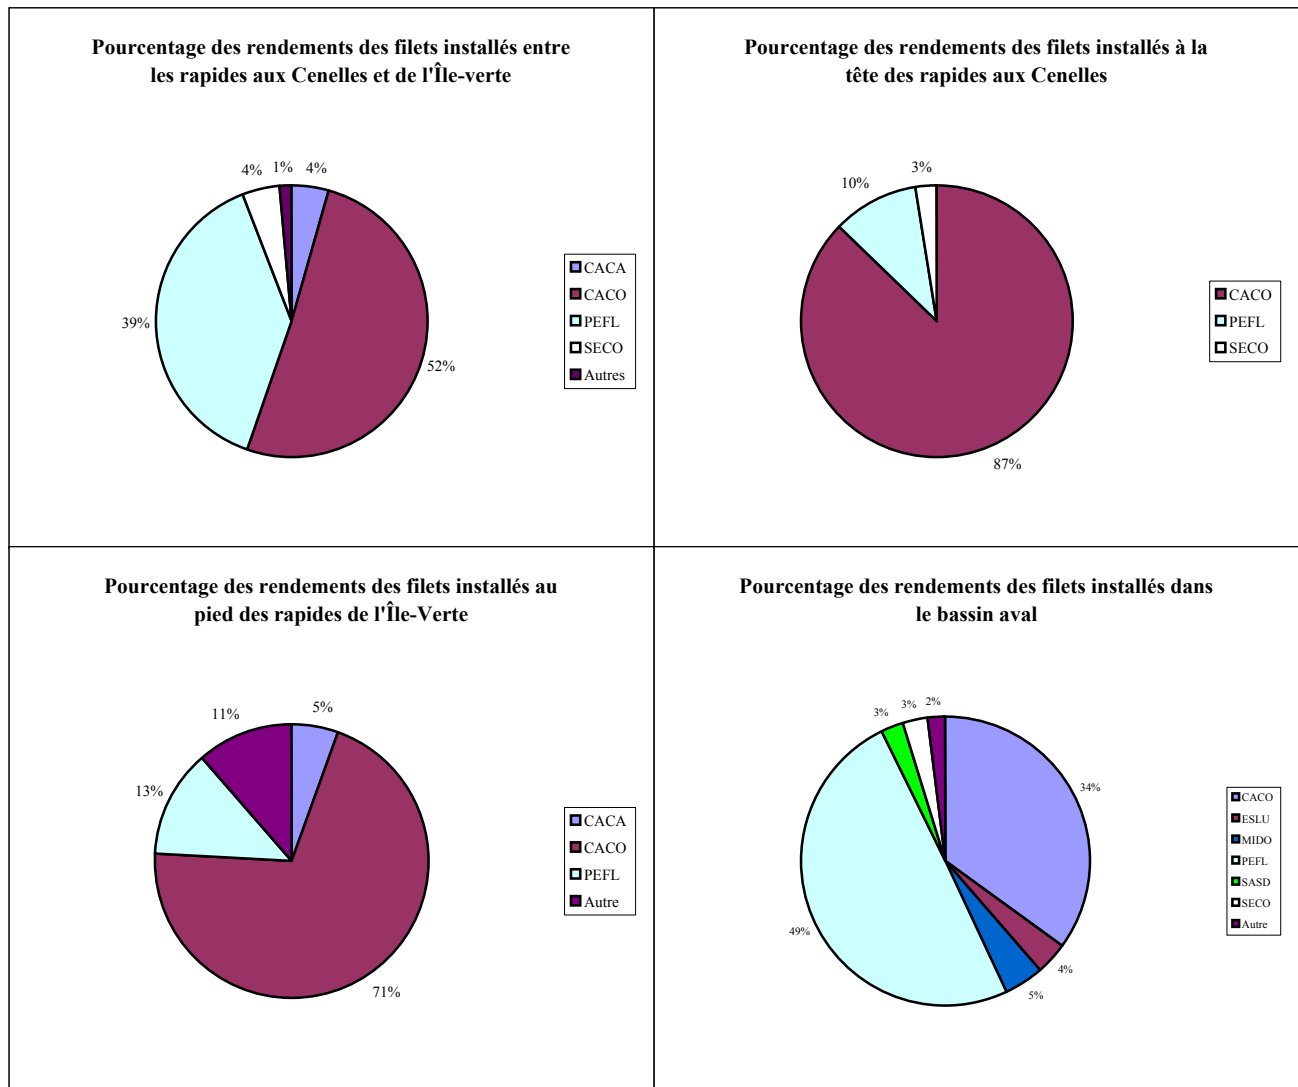 Pourcentage des rendements des filets installés entre
les rapides aux Cenelles et de l'Île-verte
4%
1%
4%
39%
52%
CACA
CACO
PEFL
SECO
Autres
Pourcentage des rendements des filets installés à la
tête des rapides aux Cenelles
3%
10%
87%
CACO
PEFL
SECO
Pourcentage des rendements des filets installés au
pied des rapides de l'Île-Verte
11%
5%
13%
71%
CACA
CACO
PEFL
Autre
Pourcentage des rendements des filets installés dans
le bassin aval
3%
3%
2%
34%
49%
4%
5%
CACO
ESLU
MIDO
PEFL
SASD
SECO
Autre